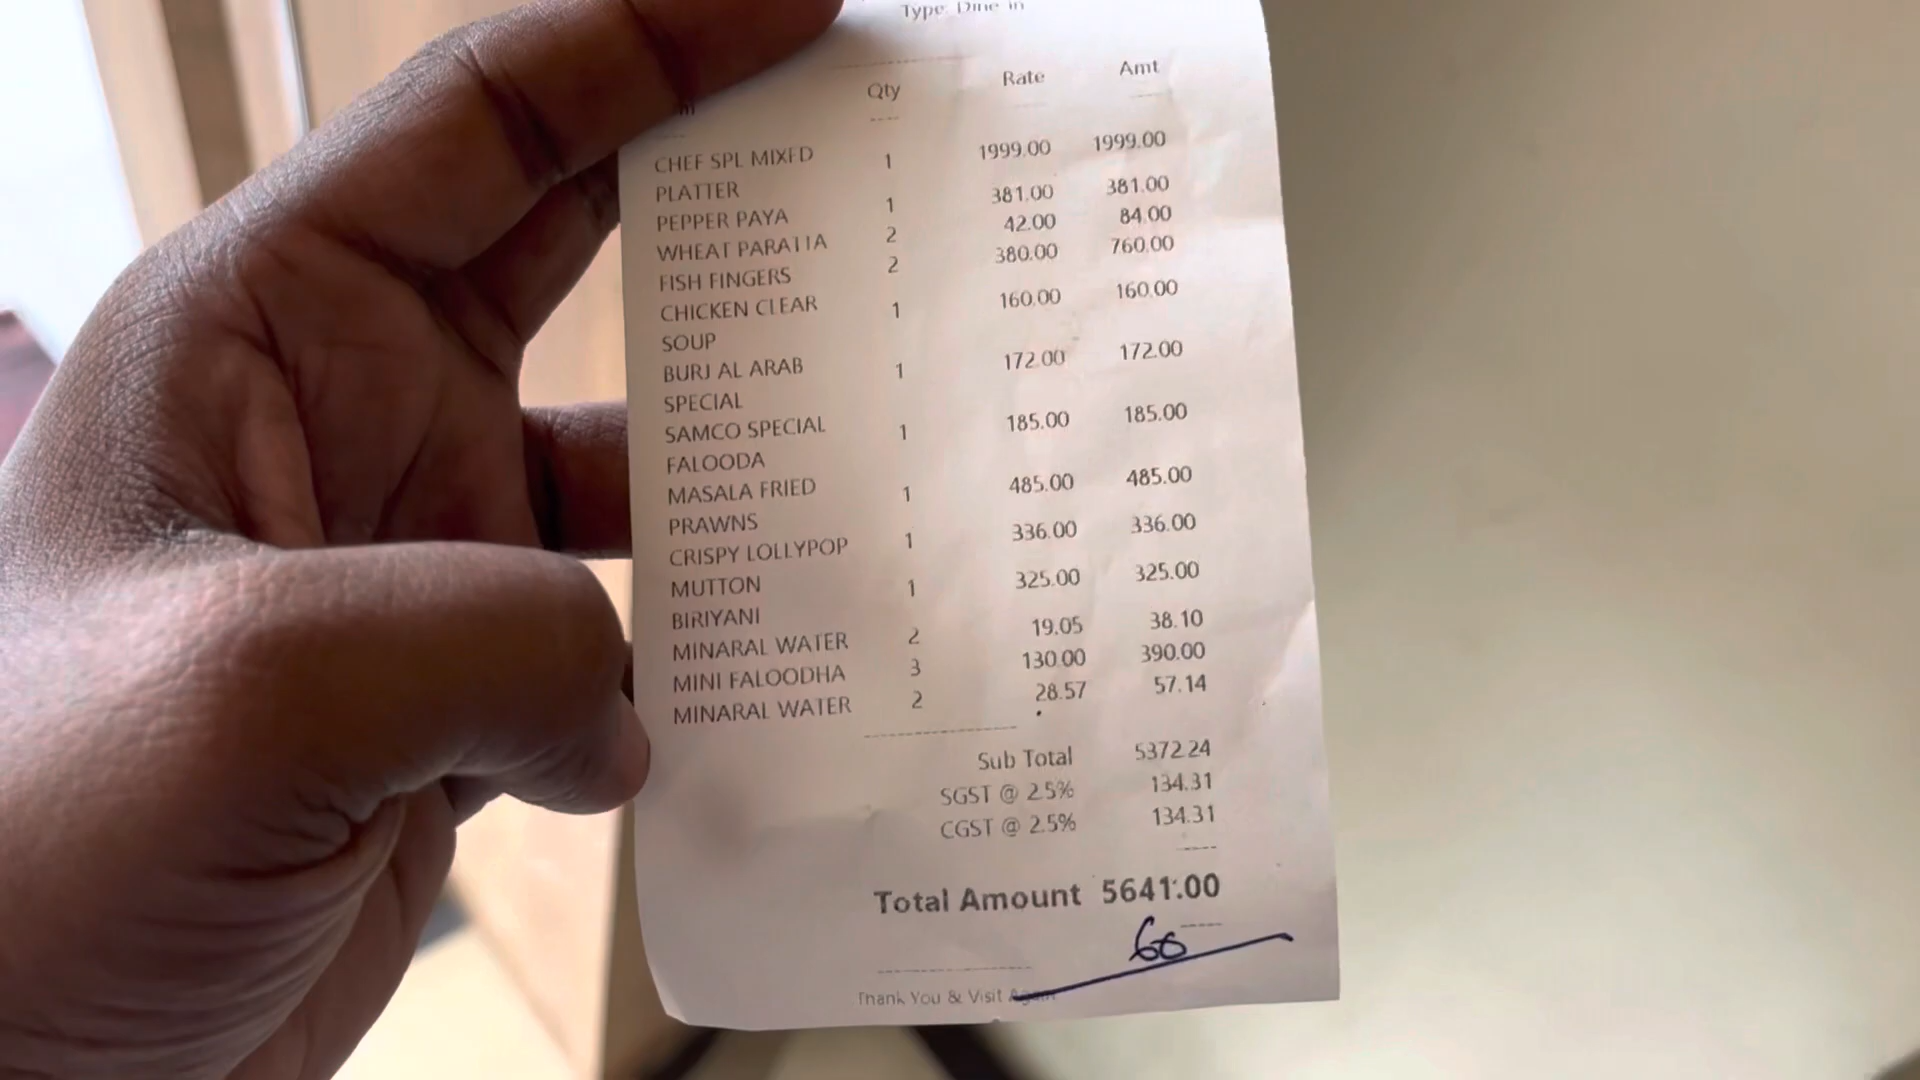 Type: Dine in
Qty Rate Amt
CHEF SPL MIXED 1 1999.00 1999.00
PLATTER
PEPPER PAYA 1 381.00 381.00
WHEAT PARATTA 2 42.00 84.00
FISH FINGERS 2 380.00 760.00
CHICKEN CLEAR 1 160.00 160.00
SOUP
BURJ AL ARAB 1 172.00 172.00
SPECIAL
SAMCO SPECIAL 1 185.00 185.00
FALOODA
MASALA FRIED 1 485.00 485.00
PRAWNS
CRISPY LOLLYPOP 1 336.00 336.00
MUTTON 1 325.00 325.00
BIRIYANI
MINARAL WATER 2 19.05 38.10
MINI FALOODHA 3 130.00 390.00
MINARAL WATER 2 28.57 57.14
Sub Total 5372.24
SGST @ 2.5% 134.31
CGST @ 2.5% 134.31
Total Amount 5641.00
Thank You & Visit Again